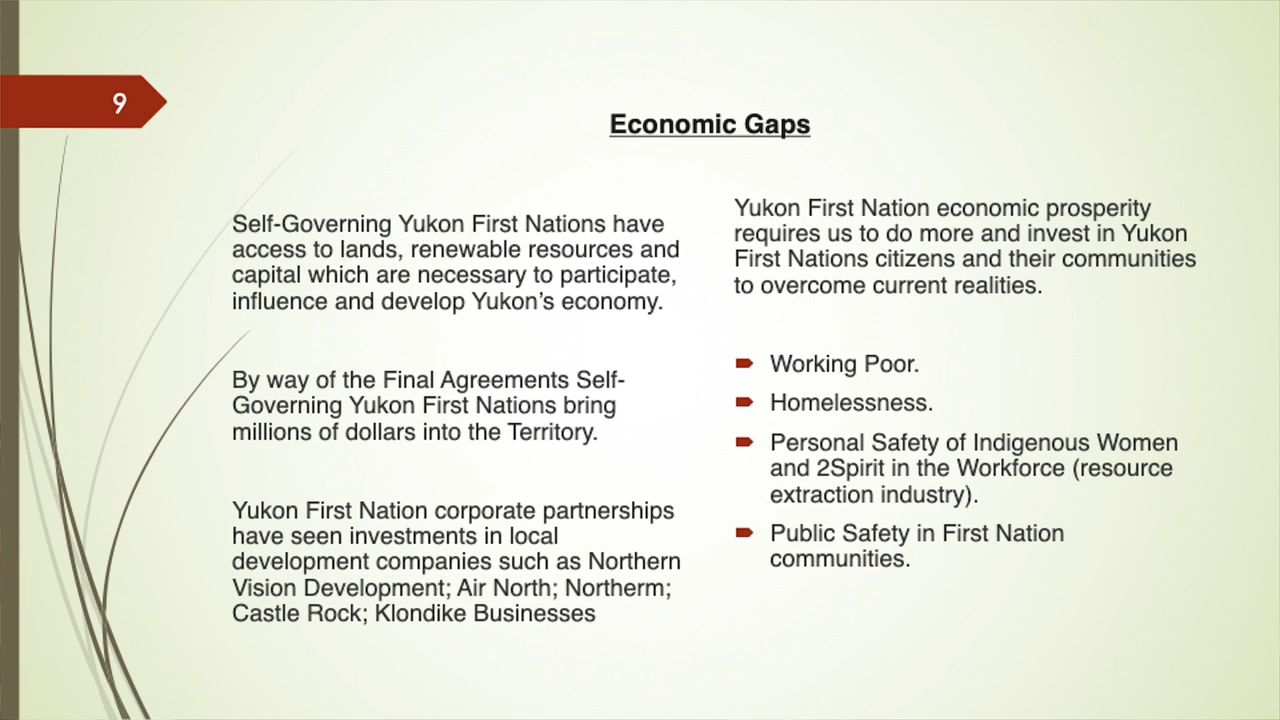 9
Economic Gaps
Self-Governing Yukon First Nations have
access to lands, renewable resources and
capital which are necessary to participate,
influence and develop Yukon’s economy.
By way of the Final Agreements Self-
Governing Yukon First Nations bring
millions of dollars into the Territory.
Yukon First Nation corporate partnerships
have seen investments in local
development companies such as Northern
Vision Development; Air North; Northerm;
Castle Rock; Klondike Businesses
Yukon First Nation economic prosperity
requires us to do more and invest in Yukon
First Nations citizens and their communities
to overcome current realities.
Working Poor.
Homelessness.
Personal Safety of Indigenous Women
and 2Spirit in the Workforce (resource
extraction industry).
Public Safety in First Nation
communities.